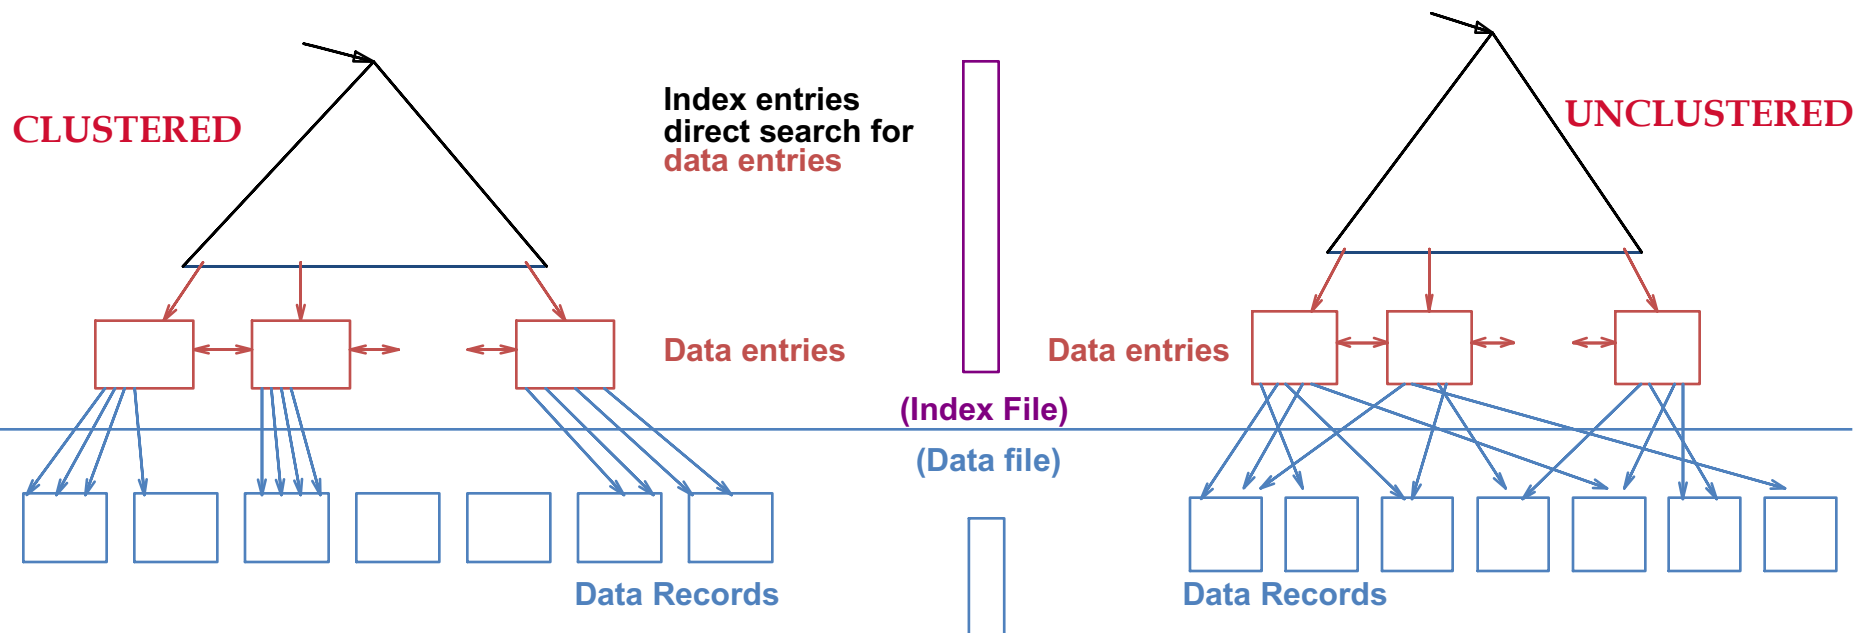 CLUSTERED
Index entries
direct search for
data entries
UNCLUSTERED
Data entries
Data entries
(Index File)
(Data file)
Data Records
Data Records